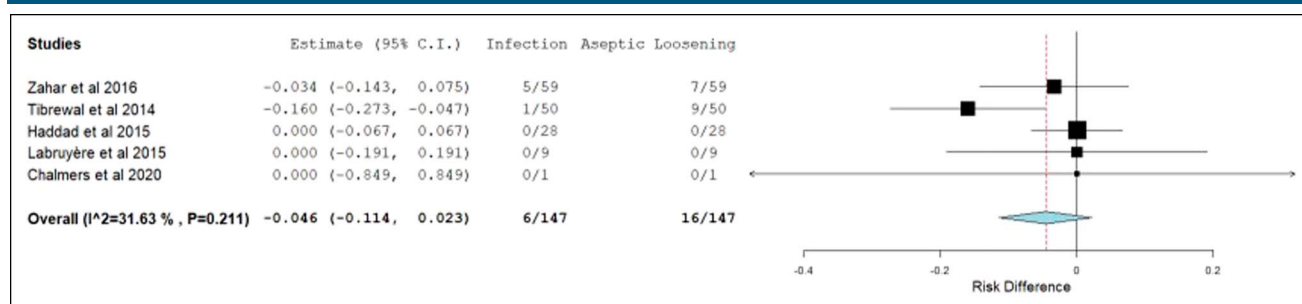 Studies Estimate (95% C.I.) Infection Aseptic Loosening
Zahar et al 2016 -0.034 (-0.143, 0.075) 5/59 7/59
Tibrewal et al 2014 -0.160 (-0.273, -0.047) 1/50 9/50
Haddad et al 2015 0.000 (-0.067, 0.067) 0/28 0/28
Labruyère et al 2015 0.000 (-0.191, 0.191) 0/9 0/9
Chalmers et al 2020 0.000 (-0.849, 0.849) 0/1 0/1
Overall (I^2=31.63 % , P=0.211) -0.046 (-0.114, 0.023) 6/147 16/147
-0.4 -0.2 0 0.2
Risk Difference